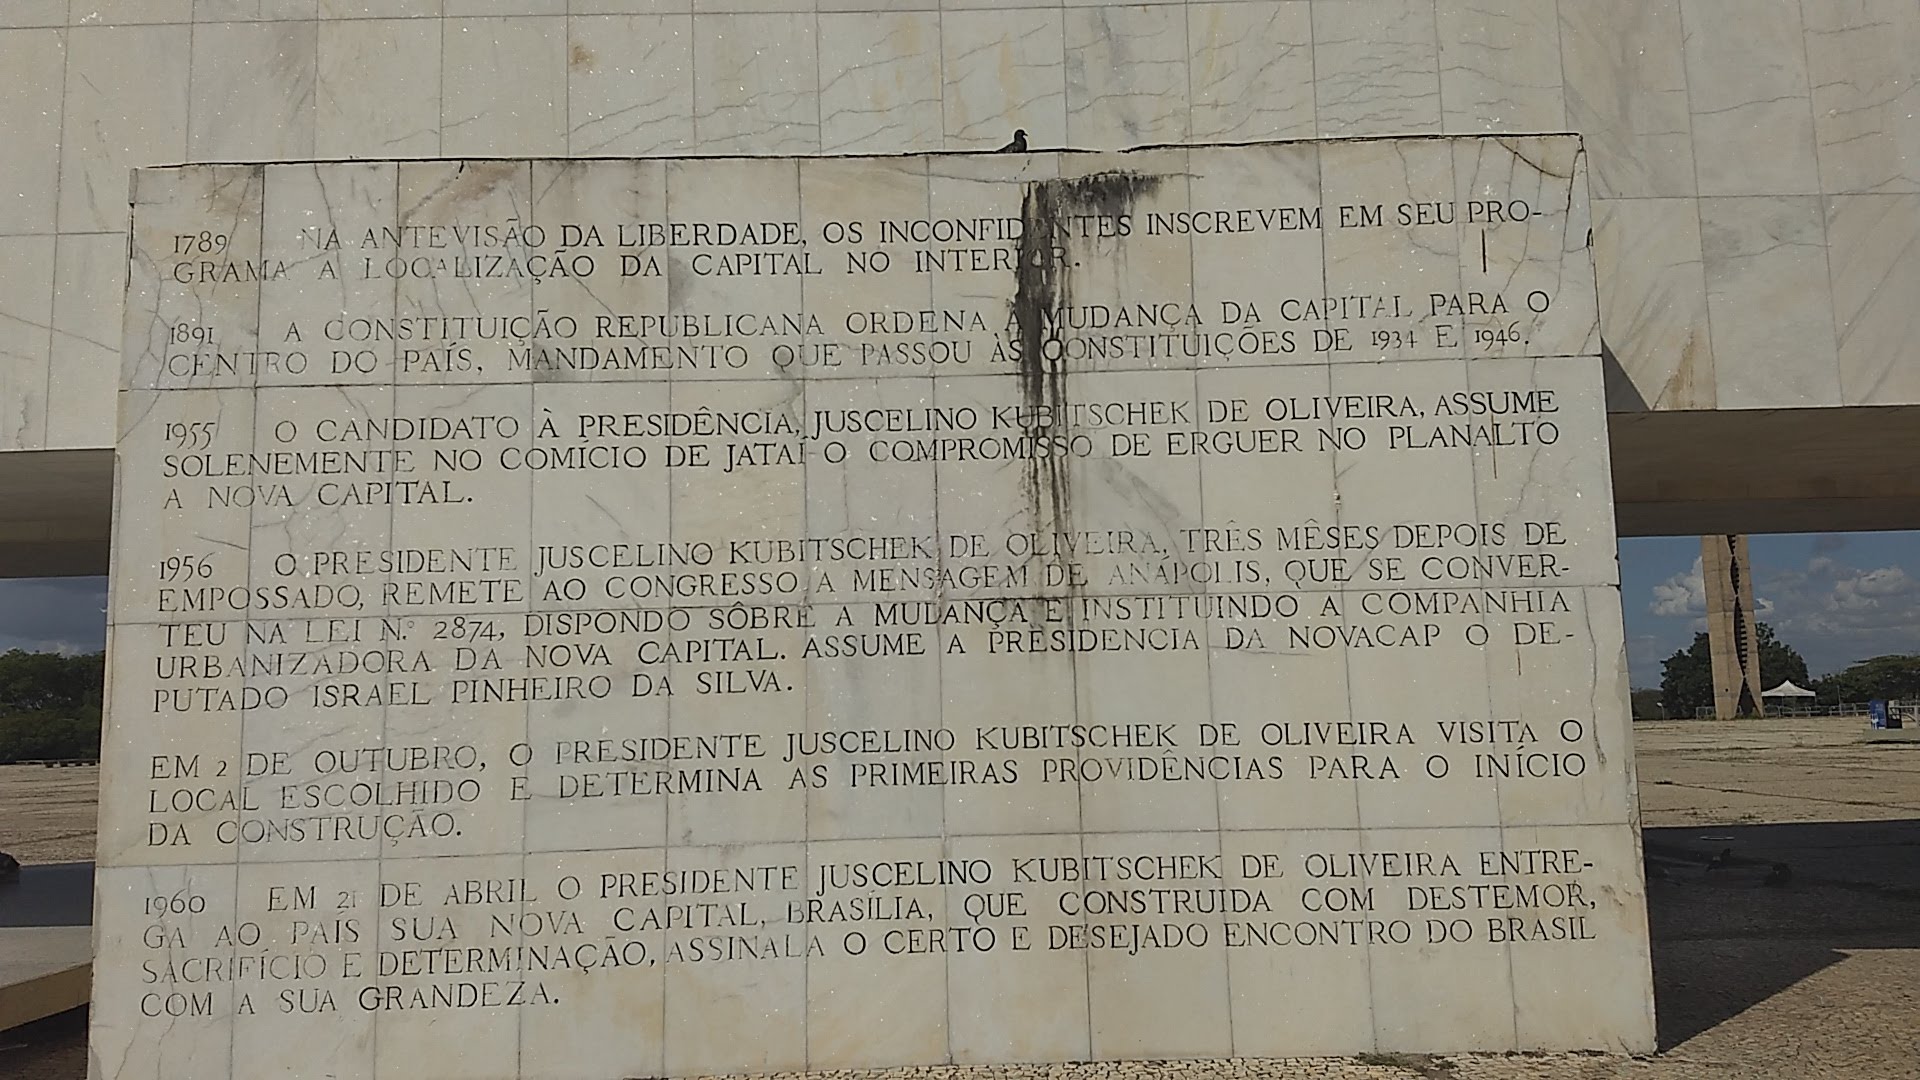 1789 NA ANTEVISÃO DA LIBERDADE, OS INCONFIDENTES INSCREVEM EM SEU PRO-
GRAMA A LOCALIZAÇÃO DA CAPITAL NO INTERIOR.
1891 A CONSTITUIÇÃO REPUBLICANA ORDENA A MUDANÇA DA CAPITAL PARA O
CENTRO DO PAÍS, MANDAMENTO QUE PASSOU ÀS CONSTITUIÇÕES DE 1934 E 1946.
1955 O CANDIDATO À PRESIDÊNCIA, JUSCELINO KUBITSCHEK DE OLIVEIRA, ASSUME
SOLENEMENTE NO COMÍCIO DE JATAÍ O COMPROMISSO DE ERGUER NO PLANALTO
A NOVA CAPITAL.
1956 O PRESIDENTE JUSCELINO KUBITSCHEK DE OLIVEIRA, TRÊS MÊSES DEPOIS DE
EMPOSSADO, REMETE AO CONGRESSO A MENSAGEM DE ANÁPOLIS, QUE SE CONVER-
TEU NA LEI N.º 2874, DISPONDO SÔBRE A MUDANÇA E INSTITUINDO A COMPANHIA
URBANIZADORA DA NOVA CAPITAL. ASSUME A PRESIDENCIA DA NOVACAP O DE-
PUTADO ISRAEL PINHEIRO DA SILVA.
EM 2 DE OUTUBRO, O PRESIDENTE JUSCELINO KUBITSCHEK DE OLIVEIRA VISITA O
LOCAL ESCOLHIDO E DETERMINA AS PRIMEIRAS PROVIDÊNCIAS PARA O INÍCIO
DA CONSTRUÇÃO.
1960 EM 21 DE ABRIL O PRESIDENTE JUSCELINO KUBITSCHEK DE OLIVEIRA ENTRE-
GA AO PAÍS SUA NOVA CAPITAL, BRASÍLIA, QUE CONSTRUIDA COM DESTEMOR,
SACRIFÍCIO E DETERMINAÇÃO, ASSINALA O CERTO E DESEJADO ENCONTRO DO BRASIL
COM A SUA GRANDEZA.